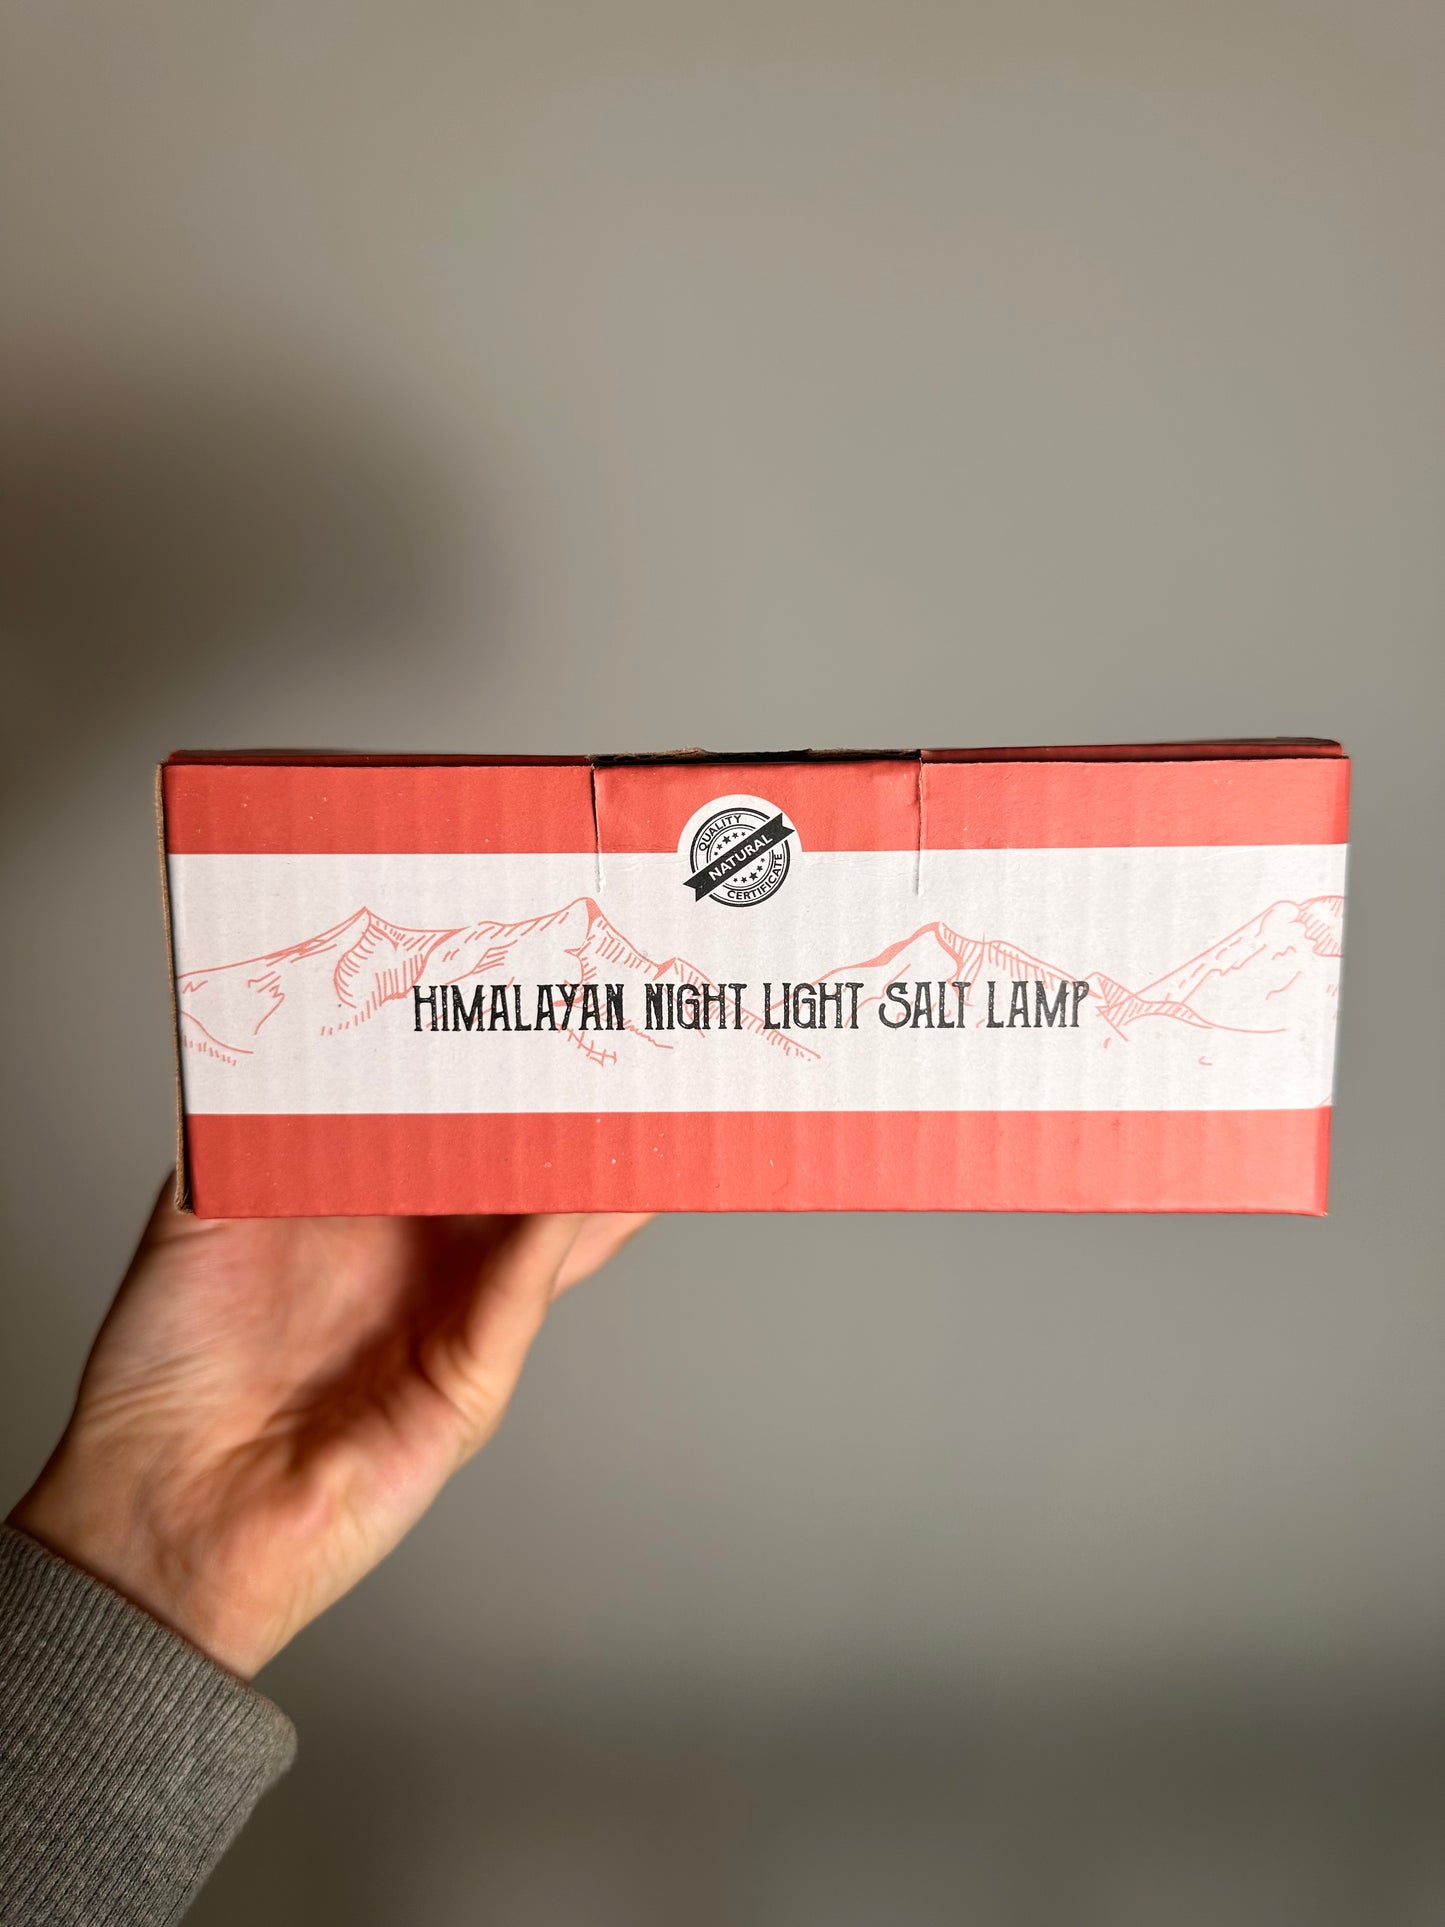 QUALITY
NATURAL
CERTIFICATE
HIMALAYAN NIGHT LIGHT SALT LAMP